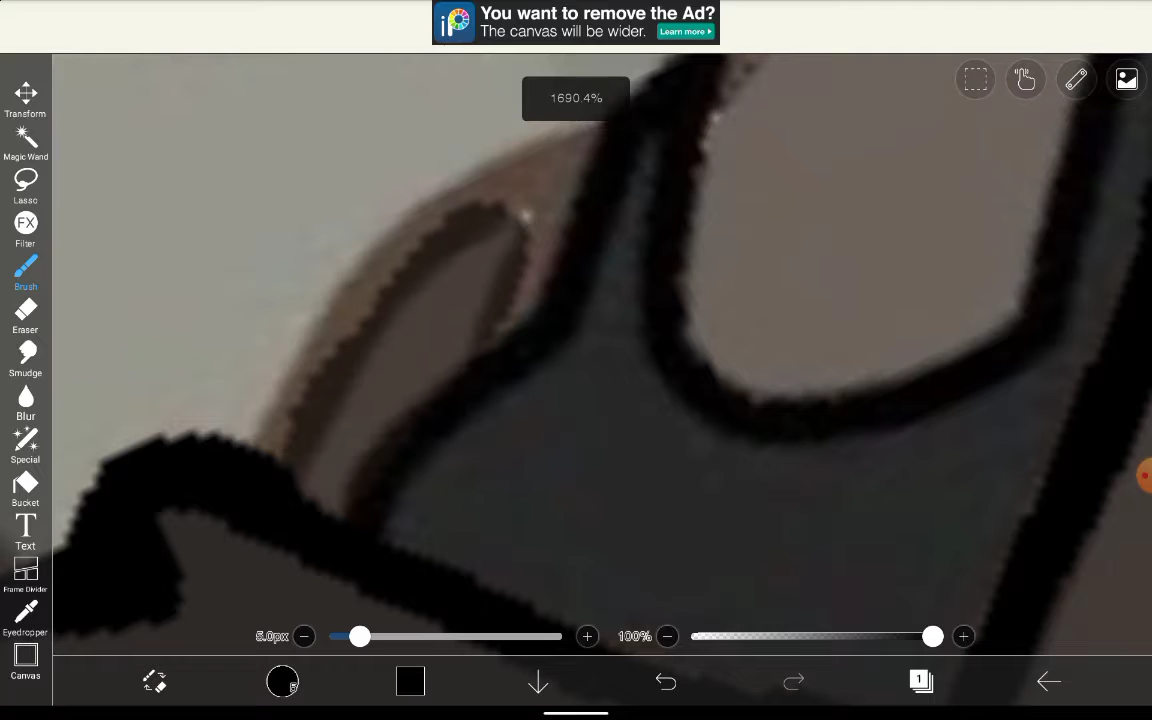 iP
You want to remove the Ad?
The canvas will be wider.
Learn more
1690.4%
Transform
Magic Wand
Lasso
FX
Filter
Brush
Eraser
Smudge
Blur
Special
Bucket
T
Text
Frame Divider
Eyedropper
Canvas
5.0px
100%
1